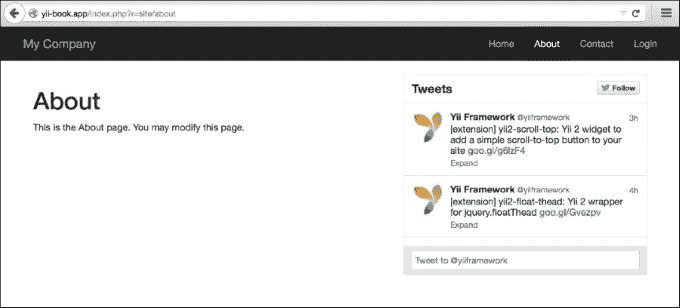 yii-book.app/index.php?r=site/about
My Company
Home About Contact Login
About
This is the About page. You may modify this page.
Tweets
Follow
Yii Framework @yiiframework 3h
[extension] yii2-scroll-top: Yii 2 widget to
add a simple scroll-to-top button to your
site goo.gl/g6lzF4
Expand
Yii Framework @yiiframework 4h
[extension] yii2-float-thead: Yii 2 wrapper
for jquery.floatThead goo.gl/Gvezpv
Expand
Tweet to @yiiframework